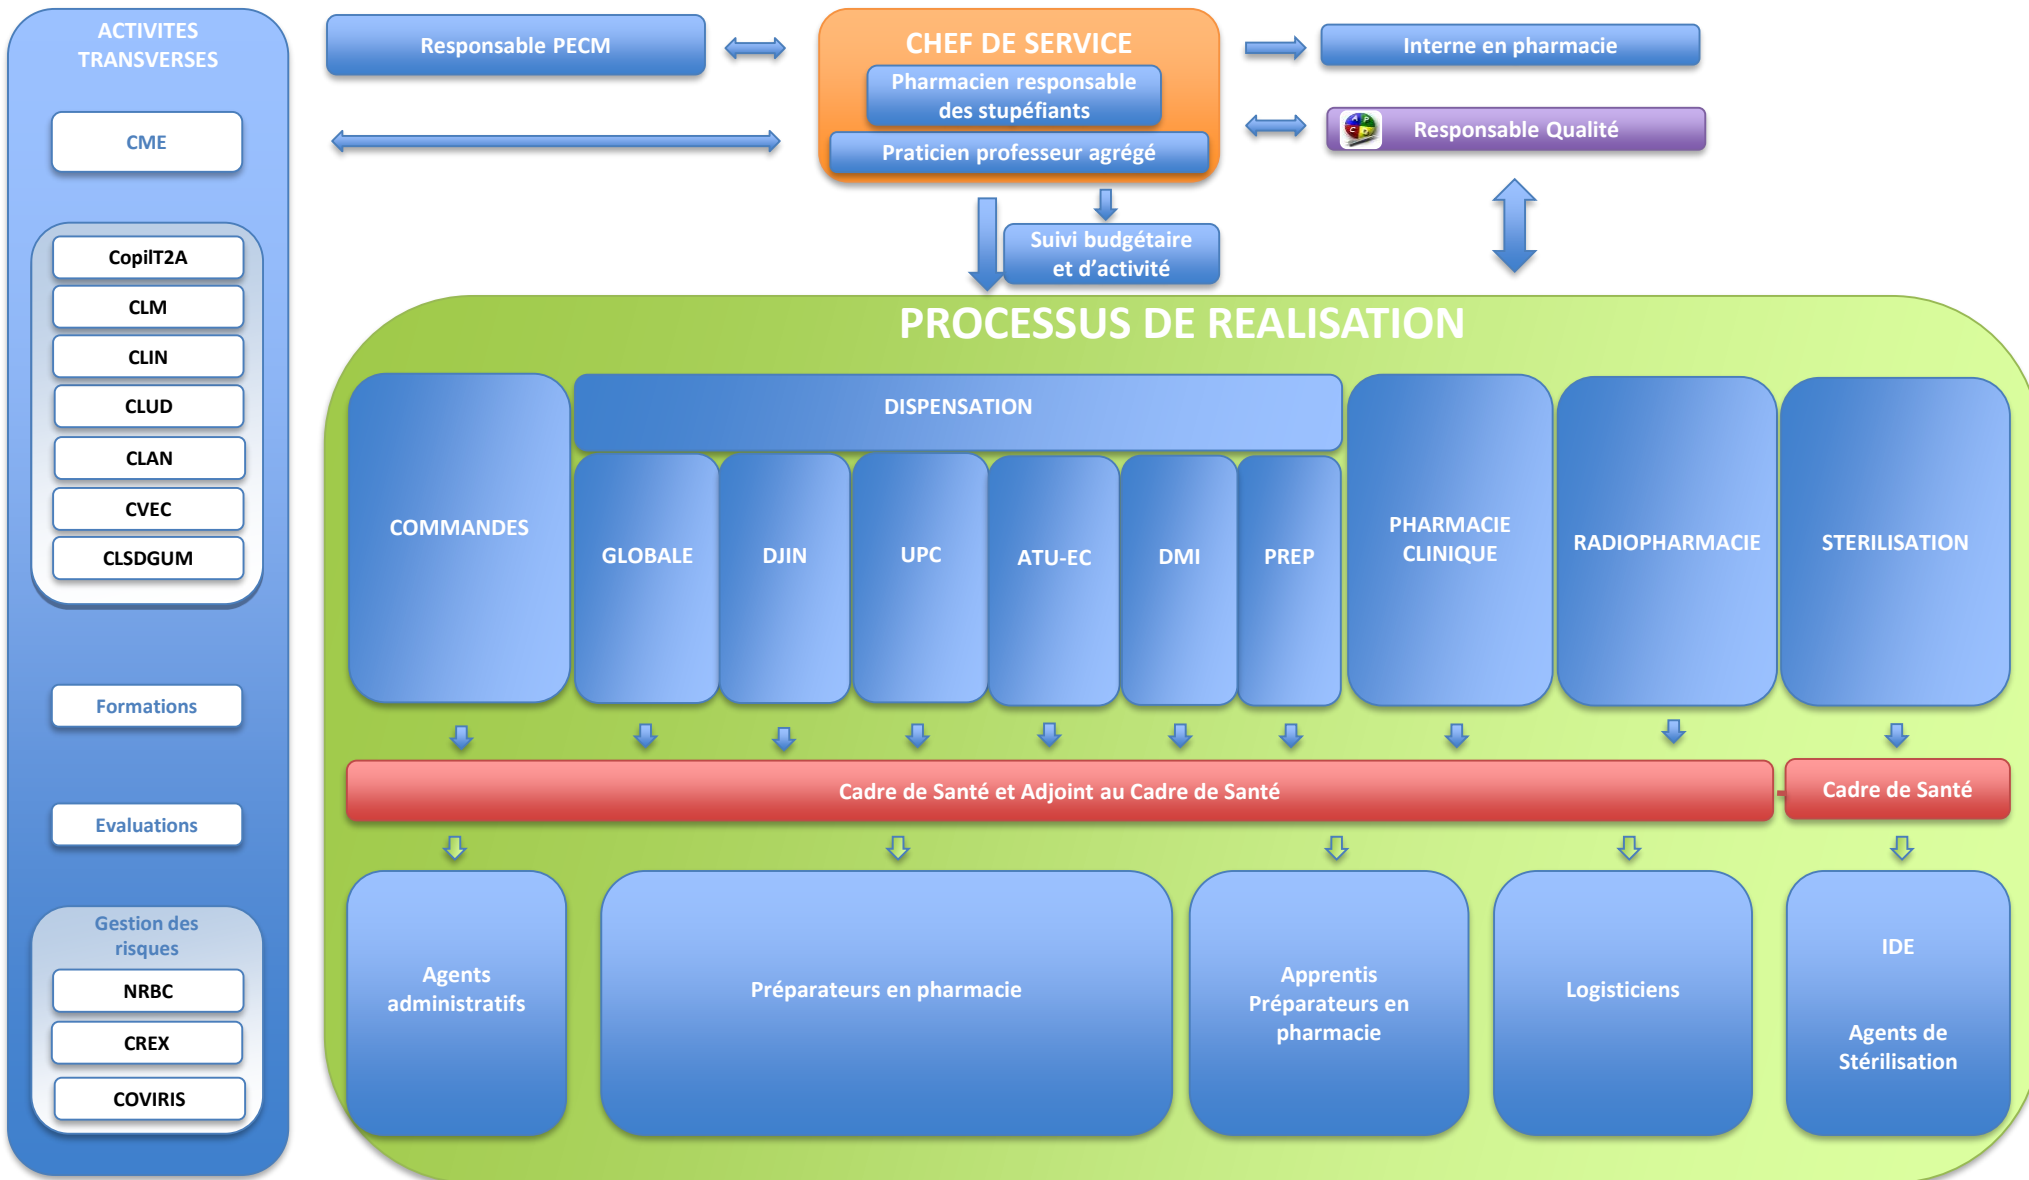 ACTIVITES
TRANSVERSES
CME
CopilT2A
CLM
CLIN
CLUD
CLAN
CVEC
CLSDGUM
Formations
Evaluations
Gestion des
risques
NRBC
CREX
COVIRIS
Responsable PECM
CHEF DE SERVICE
Pharmacien responsable
des stupéfiants
Praticien professeur agrégé
Interne en pharmacie
A P
C D
Responsable Qualité
Suivi budgétaire
et d'activité
PROCESSUS DE REALISATION
COMMANDES
DISPENSATION
GLOBALE
DJIN
UPC
ATU-EC
DMI
PREP
PHARMACIE
CLINIQUE
RADIOPHARMACIE
STERILISATION
Cadre de Santé et Adjoint au Cadre de Santé
Cadre de Santé
Agents
administratifs
Préparateurs en pharmacie
Apprentis
Préparateurs en
pharmacie
Logisticiens
IDE
Agents de
Stérilisation